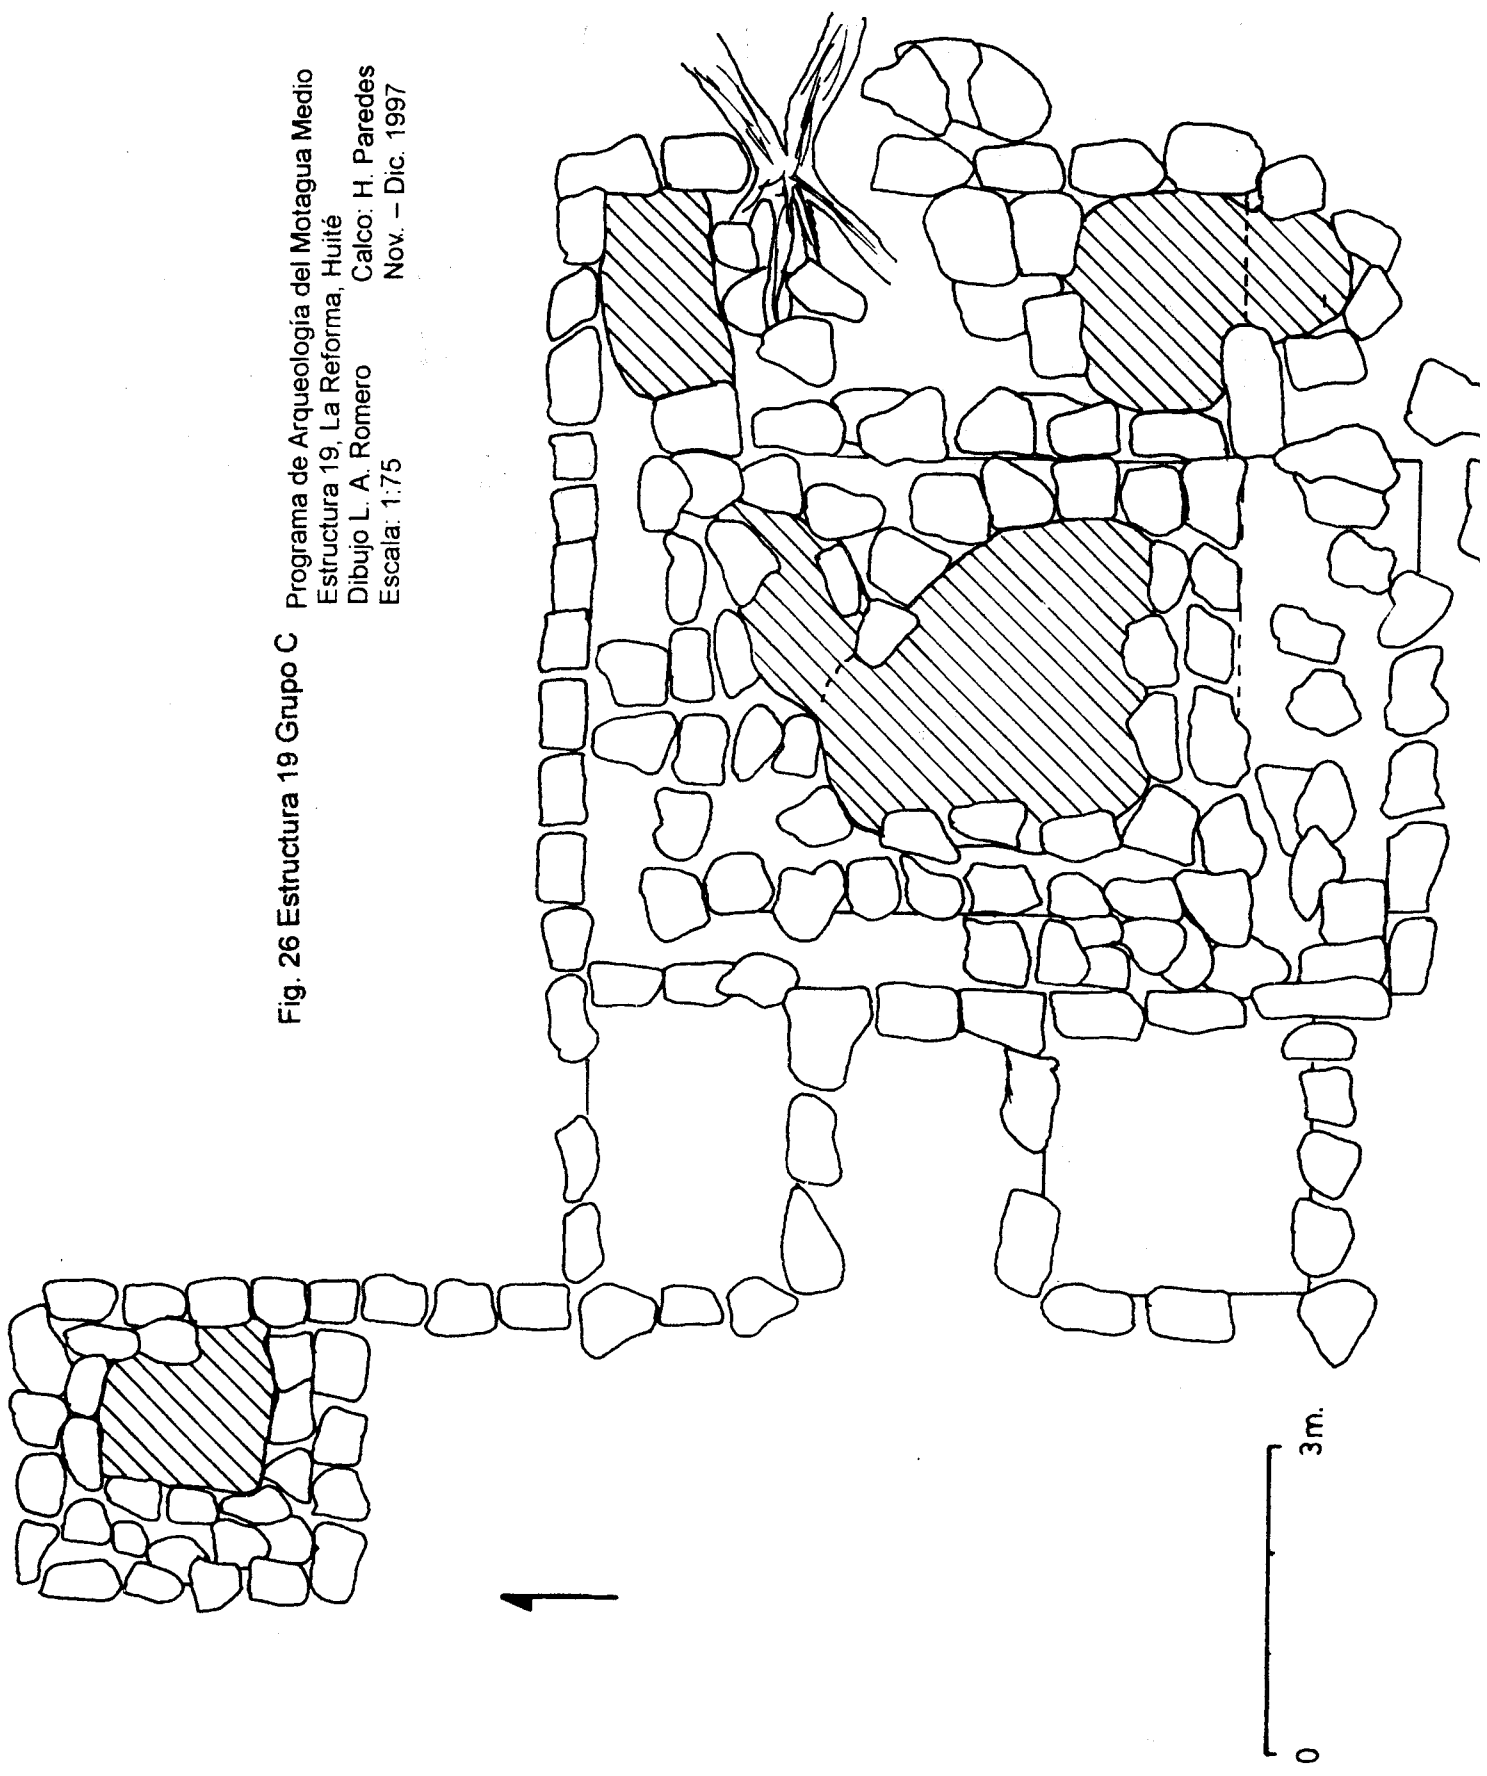 Fig. 26 Estructura 19 Grupo C
Programa de Arqueología del Motagua Medio
Estructura 19, La Reforma, Huité
Dibujo L. A. Romero Calco: H. Paredes
Escala: 1:75 Nov. – Dic. 1997
0 3m.